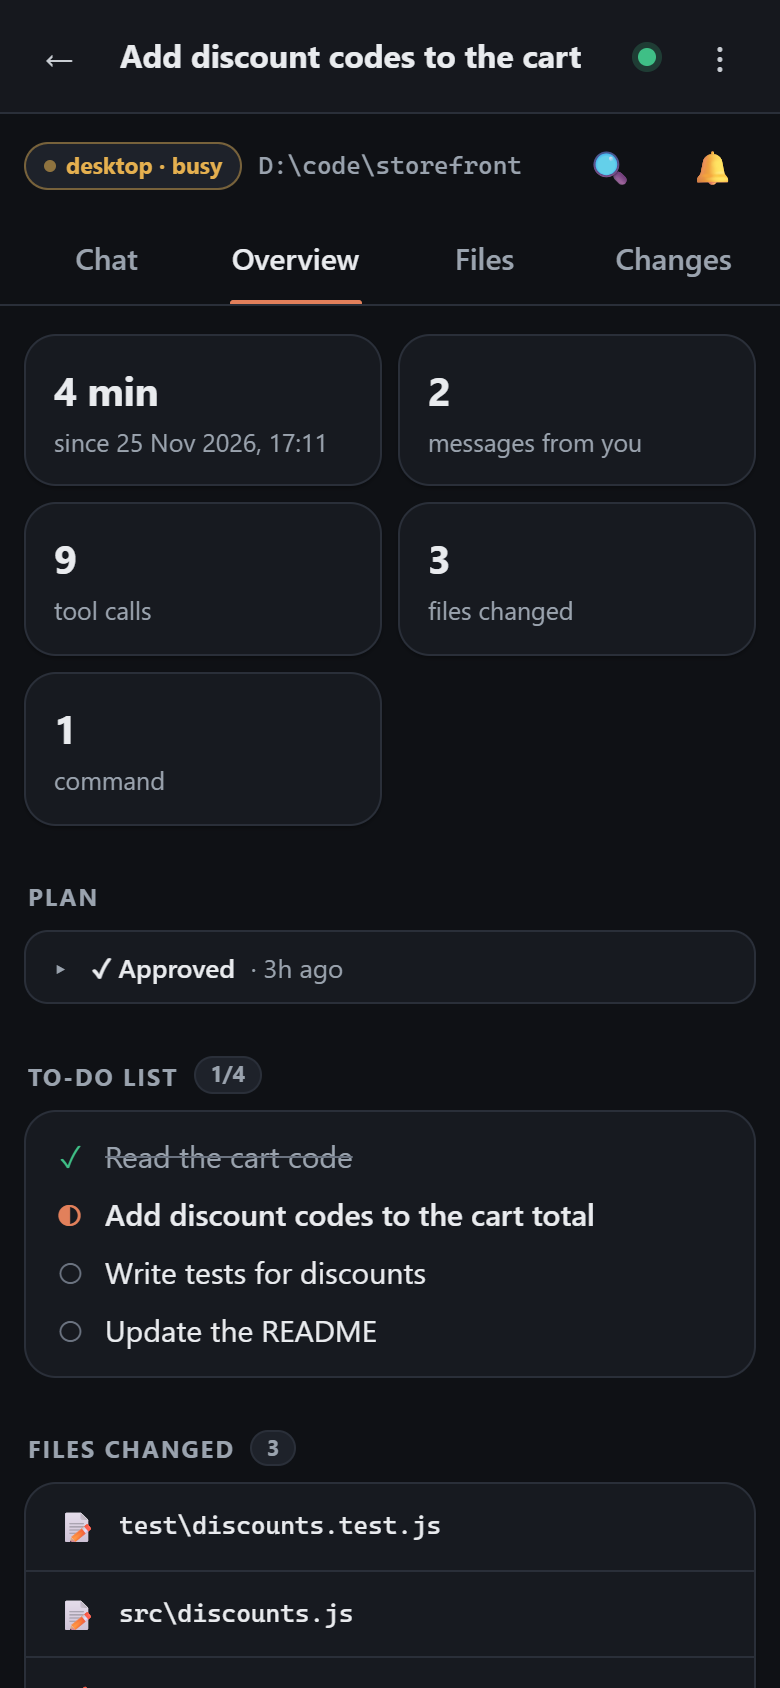 ← Add discount codes to the cart
desktop · busy D:\code\storefront
Chat Overview Files Changes
4 min
since 25 Nov 2026, 17:11
2
messages from you
9
tool calls
3
files changed
1
command
PLAN
▸ ✓ Approved · 3h ago
TO-DO LIST 1/4
✓ Read the cart code
Add discount codes to the cart total
Write tests for discounts
Update the README
FILES CHANGED 3
test\discounts.test.js
src\discounts.js